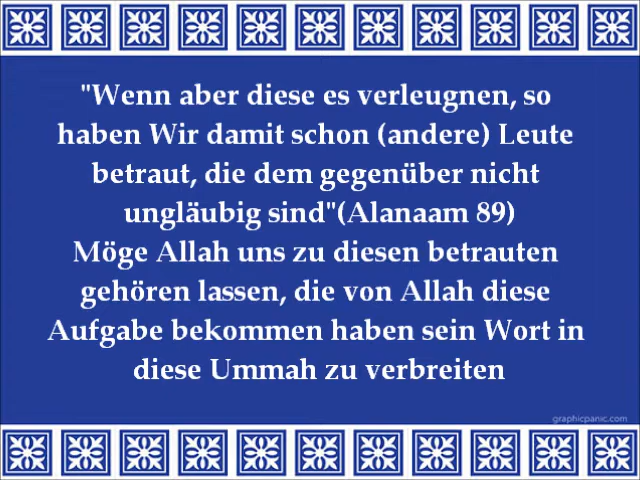 "Wenn aber diese es verleugnen, so
haben Wir damit schon (andere) Leute
betraut, die dem gegenüber nicht
ungläubig sind"(Alanaam 89)
Möge Allah uns zu diesen betrauten
gehören lassen, die von Allah diese
Aufgabe bekommen haben sein Wort in
diese Ummah zu verbreiten
graphicpanic.com